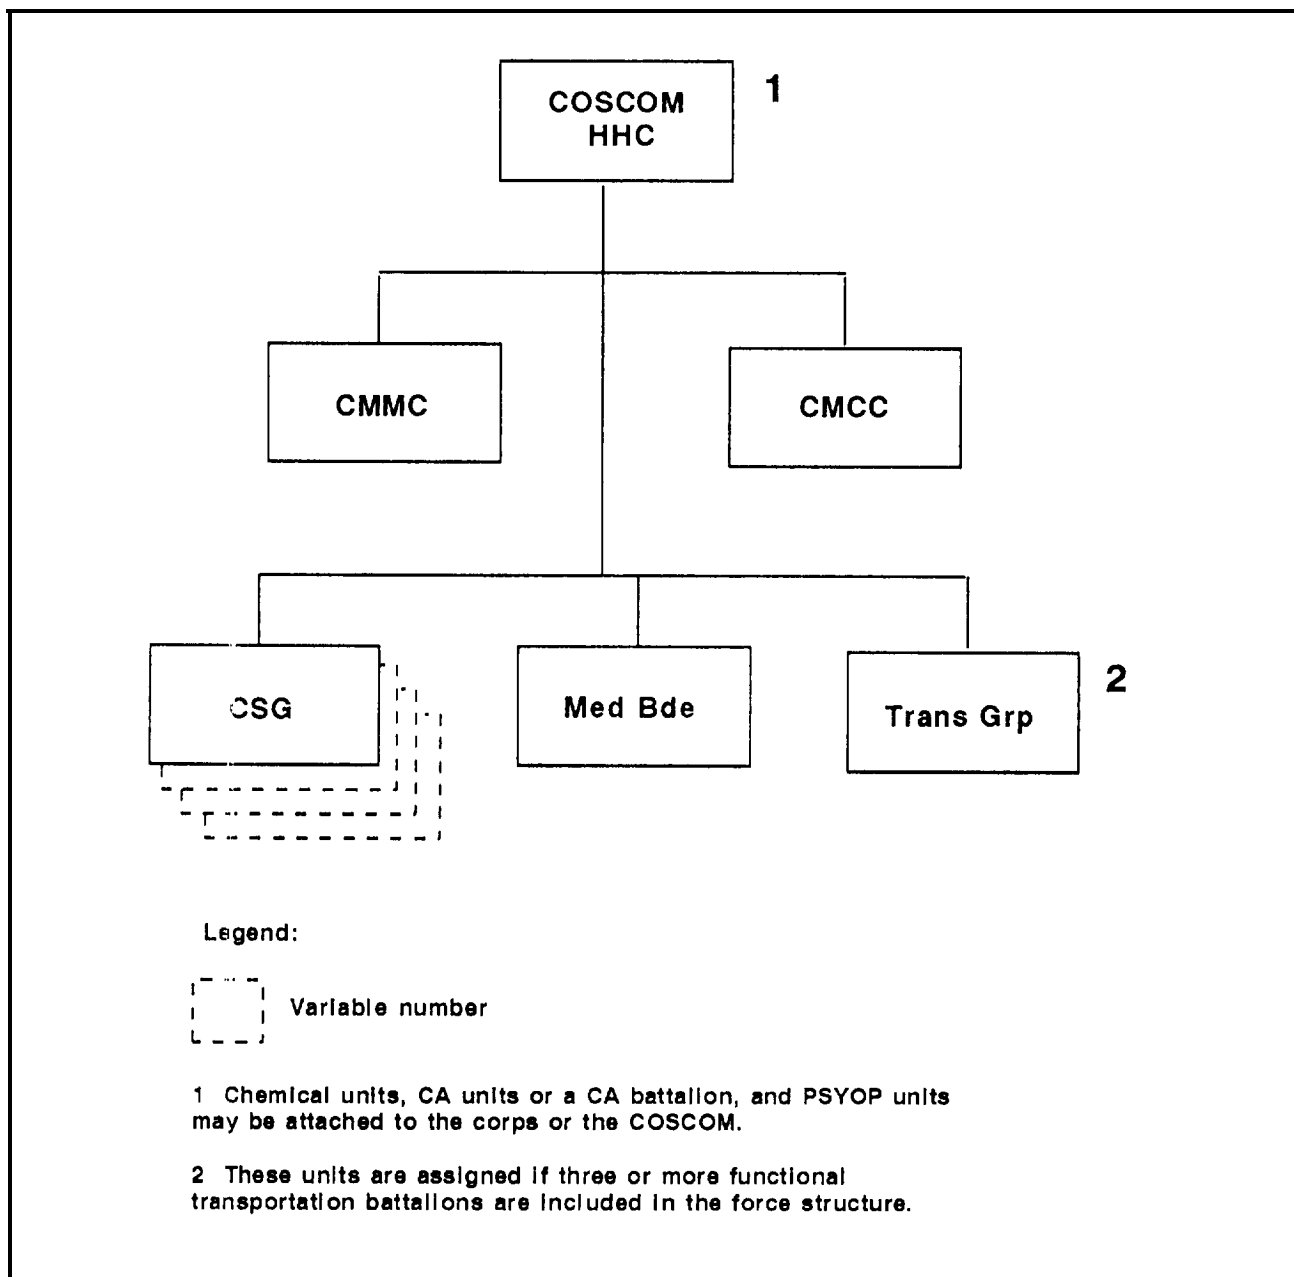 COSCOM
HHC
1
CMMC
CMCC
CSG
Med Bde
Trans Grp
2
Legend:
Variable number
1 Chemical units, CA units or a CA battalion, and PSYOP units
may be attached to the corps or the COSCOM.
2 These units are assigned if three or more functional
transportation battalions are included in the force structure.